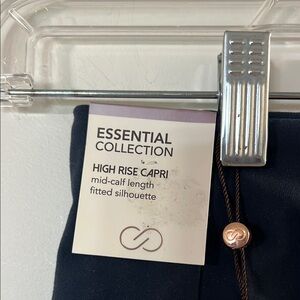 ESSENTIAL
COLLECTION
HIGH RISE CAPRI
mid-calf length
fitted silhouette